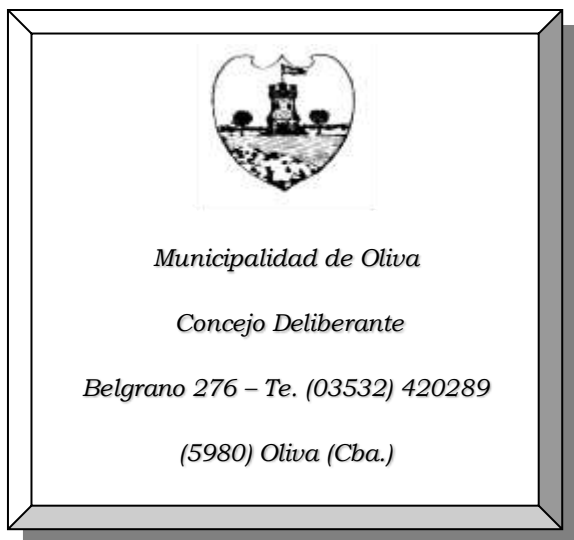 Municipalidad de Oliva
Concejo Deliberante
Belgrano 276 – Te. (03532) 420289
(5980) Oliva (Cba.)